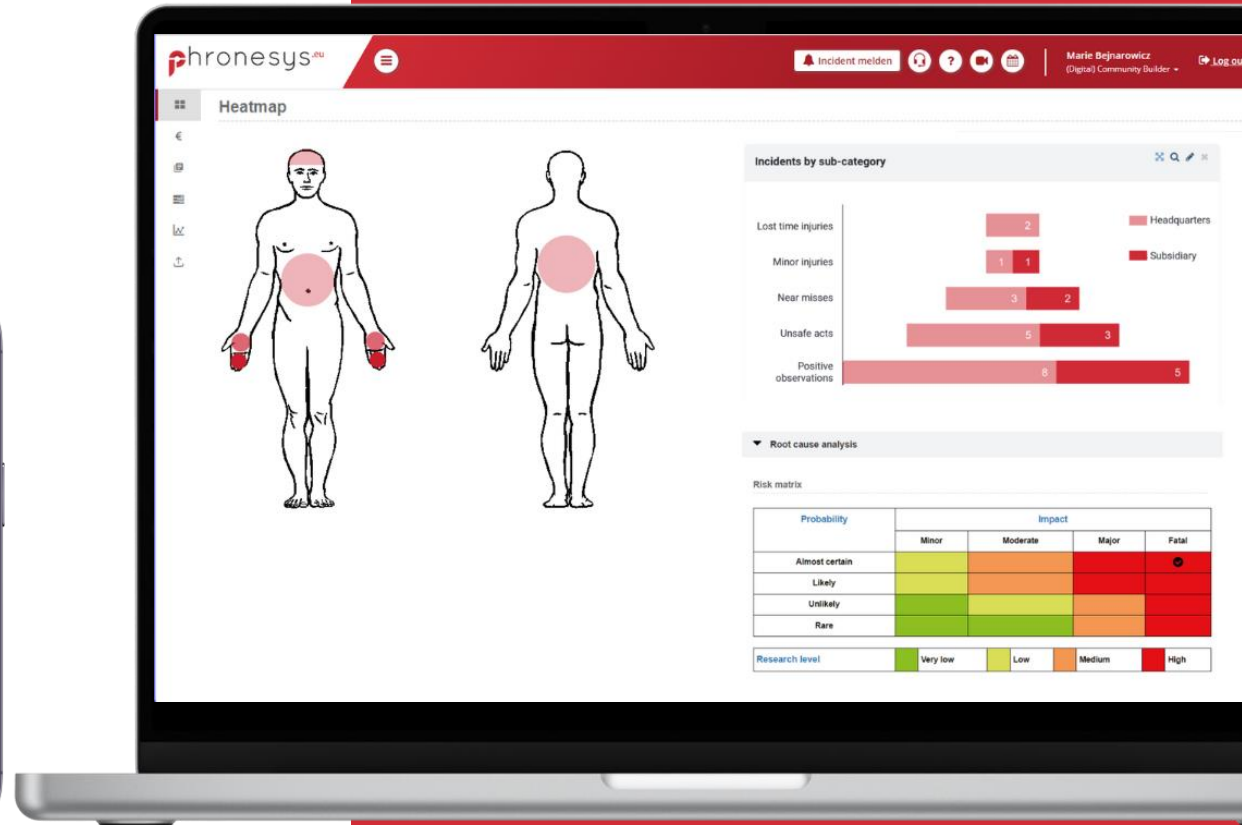 phronesys.eu
Incident melden
?
Marie Bejnarowicz
(Digital) Community Builder
Log ou
Heatmap
€
Incidents by sub-category
Lost time injuries
2
Headquarters
Minor injuries
1 1
Subsidiary
Near misses
3 2
Unsafe acts
5 3
Positive
observations
8 5
Root cause analysis
Risk matrix
Probability Impact
Minor Moderate Major Fatal
Almost certain
Likely
Unlikely
Rare
Research level Very low Low Medium High